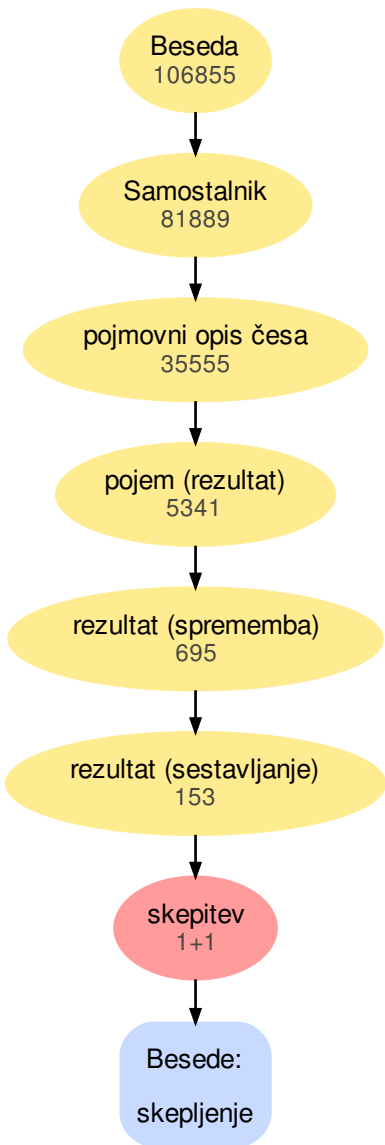 Beseda
106855
Samostalnik
81889
pojmovni opis česa
35555
pojem (rezultat)
5341
rezultat (sprememba)
695
rezultat (sestavljanje)
153
skepitev
1+1
Besede:
skepljenje